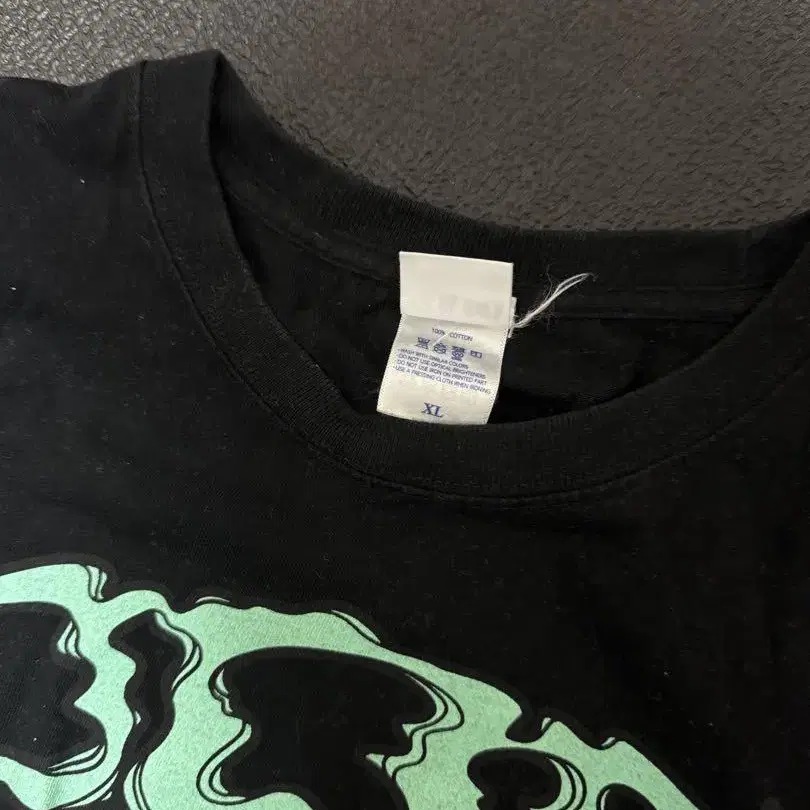 100% COTTON
-WASH WITH SIMILAR COLORS
-DO NOT USE OPTICAL BRIGHTENERS
-DO NOT USE IRON ON PRINTED PART
-USE A PRESSING CLOTH WHEN IRONING
XL